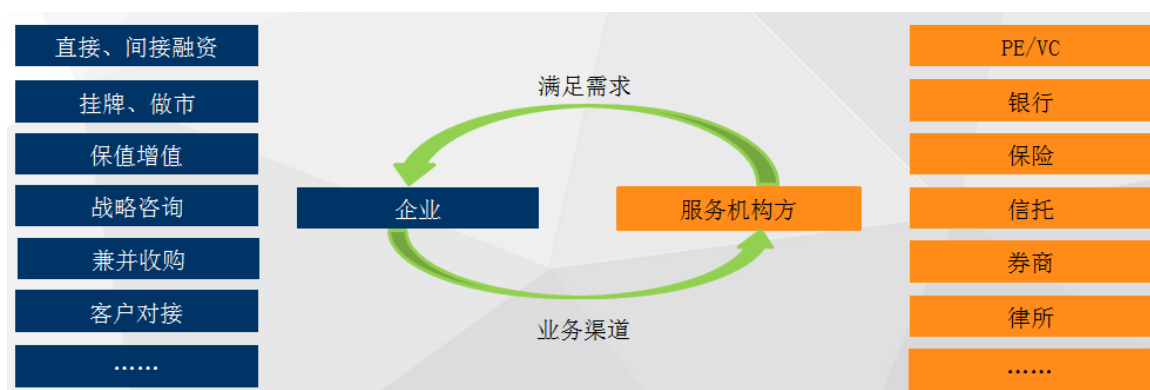 直接、间接融资
挂牌、做市
保值增值
战略咨询
兼并收购
客户对接
……
满足需求
企业
服务机构方
业务渠道
PE/VC
银行
保险
信托
券商
律所
……